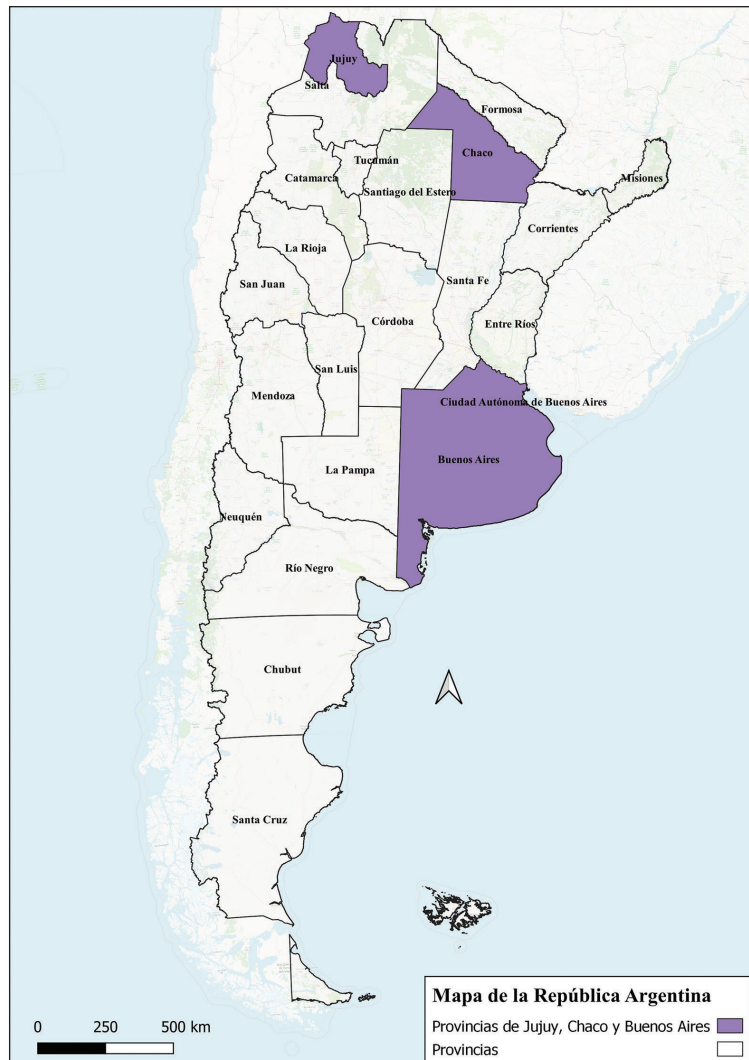 Jujuy
Salta
Formosa
Chaco
Tucumán
Catamarca
Santiago del Estero
Misiones
Corrientes
La Rioja
San Juan
Santa Fe
Córdoba
Entre Ríos
San Luis
Mendoza
Ciudad Autónoma de Buenos Aires
Buenos Aires
La Pampa
Neuquén
Río Negro
Chubut
Santa Cruz
Mapa de la República Argentina
Provincias de Jujuy, Chaco y Buenos Aires
Provincias
0 250 500 km